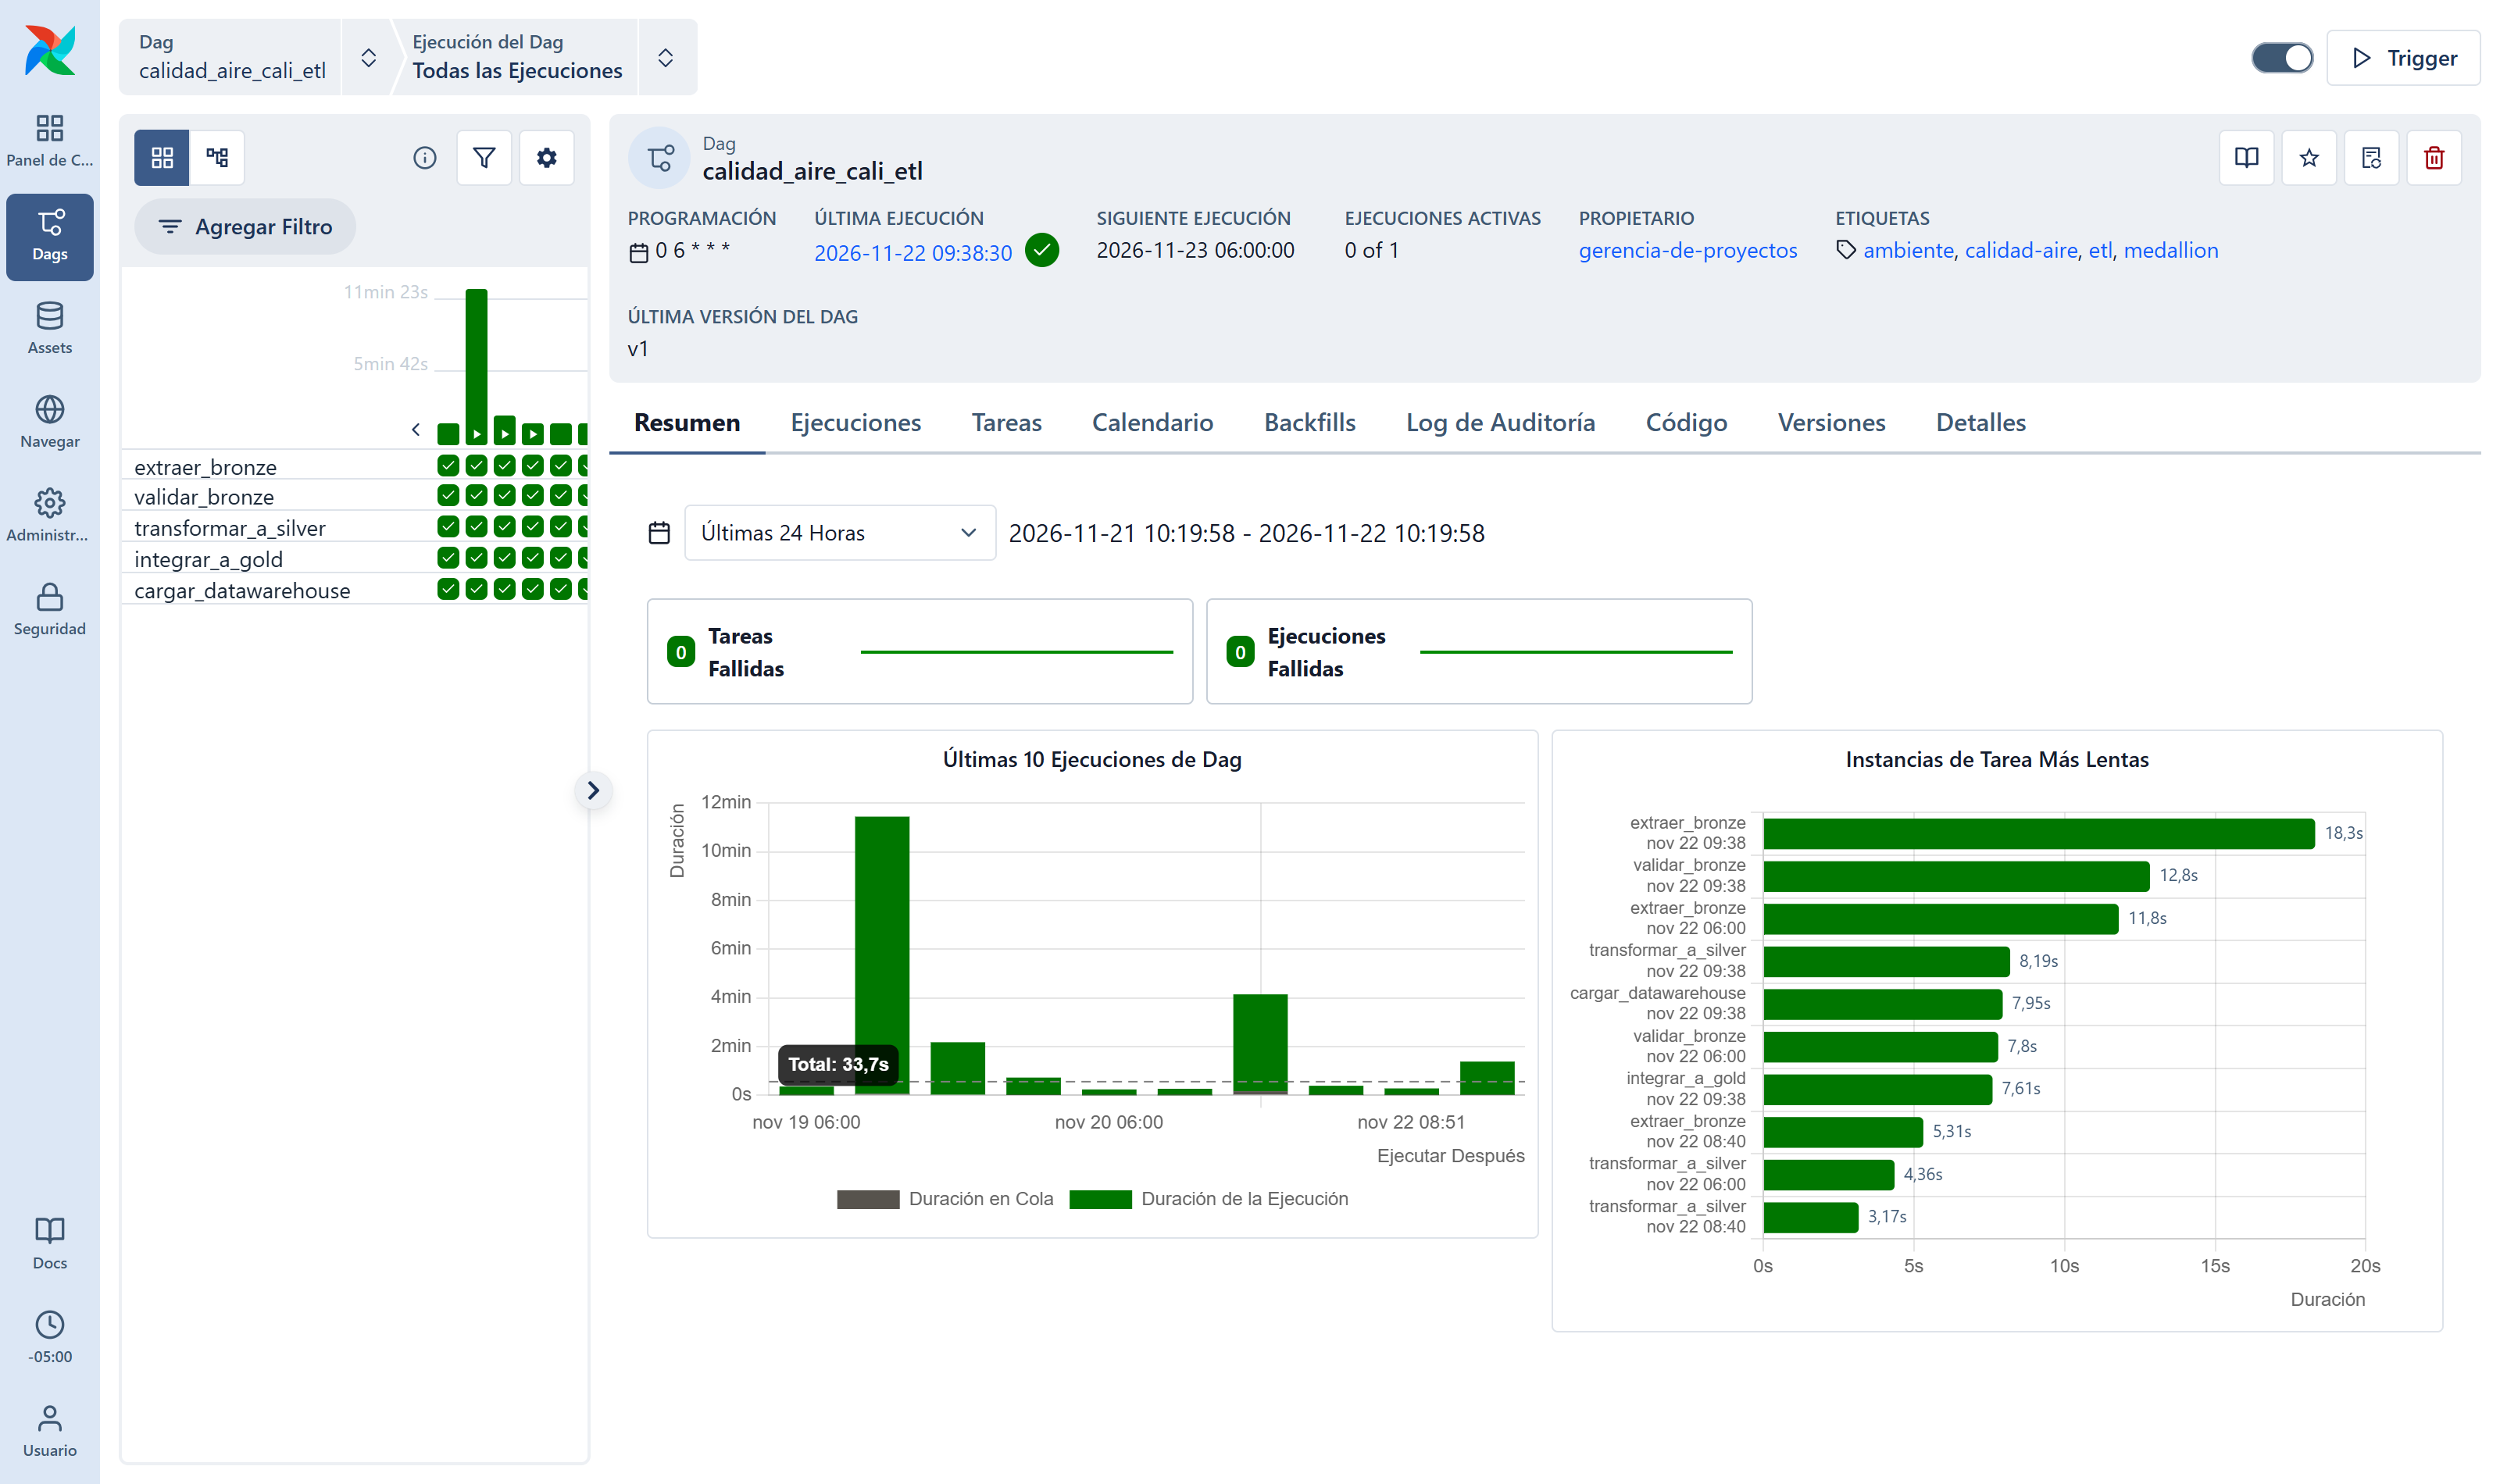 Dag
calidad_aire_cali_etl
Ejecución del Dag
Todas las Ejecuciones
Trigger
Panel de C...
Dags
Assets
Navegar
Administr...
Seguridad
Docs
-05:00
Usuario
Agregar Filtro
11min 23s
5min 42s
extraer_bronze
validar_bronze
transformar_a_silver
integrar_a_gold
cargar_datawarehouse
Dag
calidad_aire_cali_etl
PROGRAMACIÓN
0 6 * * *
ÚLTIMA EJECUCIÓN
2026-11-22 09:38:30
SIGUIENTE EJECUCIÓN
2026-11-23 06:00:00
EJECUCIONES ACTIVAS
0 of 1
PROPIETARIO
gerencia-de-proyectos
ETIQUETAS
ambiente, calidad-aire, etl, medallion
ÚLTIMA VERSIÓN DEL DAG
v1
Resumen
Ejecuciones
Tareas
Calendario
Backfills
Log de Auditoría
Código
Versiones
Detalles
Últimas 24 Horas
2026-11-21 10:19:58 - 2026-11-22 10:19:58
0
Tareas
Fallidas
0
Ejecuciones
Fallidas
Últimas 10 Ejecuciones de Dag
Duración
12min
10min
8min
6min
4min
2min
0s
Total: 33,7s
nov 19 06:00
nov 20 06:00
nov 22 08:51
Ejecutar Después
Duración en Cola
Duración de la Ejecución
Instancias de Tarea Más Lentas
extraer_bronze
nov 22 09:38
18,3s
validar_bronze
nov 22 09:38
12,8s
extraer_bronze
nov 22 06:00
11,8s
transformar_a_silver
nov 22 09:38
8,19s
cargar_datawarehouse
nov 22 09:38
7,95s
validar_bronze
nov 22 06:00
7,8s
integrar_a_gold
nov 22 09:38
7,61s
extraer_bronze
nov 22 08:40
5,31s
transformar_a_silver
nov 22 06:00
4,36s
transformar_a_silver
nov 22 08:40
3,17s
0s
5s
10s
15s
20s
Duración